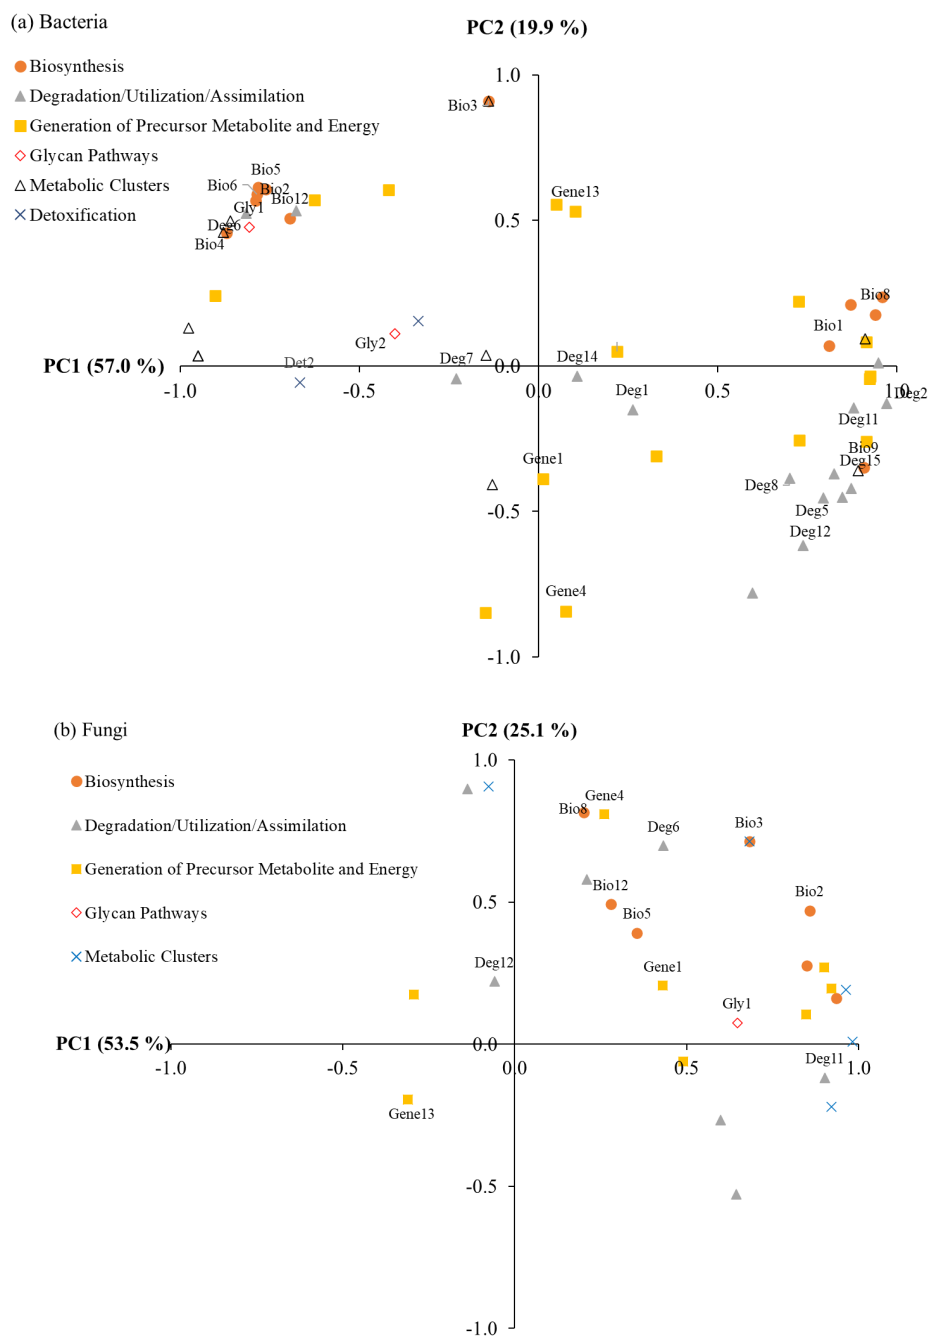 (a) Bacteria
PC2 (19.9 %)
Biosynthesis
Degradation/Utilization/Assimilation
Generation of Precursor Metabolite and Energy
Glycan Pathways
Metabolic Clusters
Detoxification
1.0
Bio3
Bio5
Bio6
Bio2
Bio12
Gly1
Deg6
Bio4
Gene13
0.5
Bio8
Bio1
Gly2
PC1 (57.0 %)
Det2
Deg7
0.0
Deg14
-1.0
-0.5
0.0
0.5
1.0
Deg1
Deg2
Deg11
Bio9
Deg15
Gene1
Deg8
-0.5
Deg5
Deg12
Gene4
-1.0
(b) Fungi
PC2 (25.1 %)
Biosynthesis
Degradation/Utilization/Assimilation
Generation of Precursor Metabolite and Energy
Glycan Pathways
Metabolic Clusters
1.0
Bio8
Gene4
Deg6
Bio3
Bio12
Bio2
0.5
Bio5
Deg12
Gene1
Gly1
PC1 (53.5 %)
0.0
Deg11
-1.0
-0.5
0.0
0.5
1.0
Gene13
-0.5
-1.0